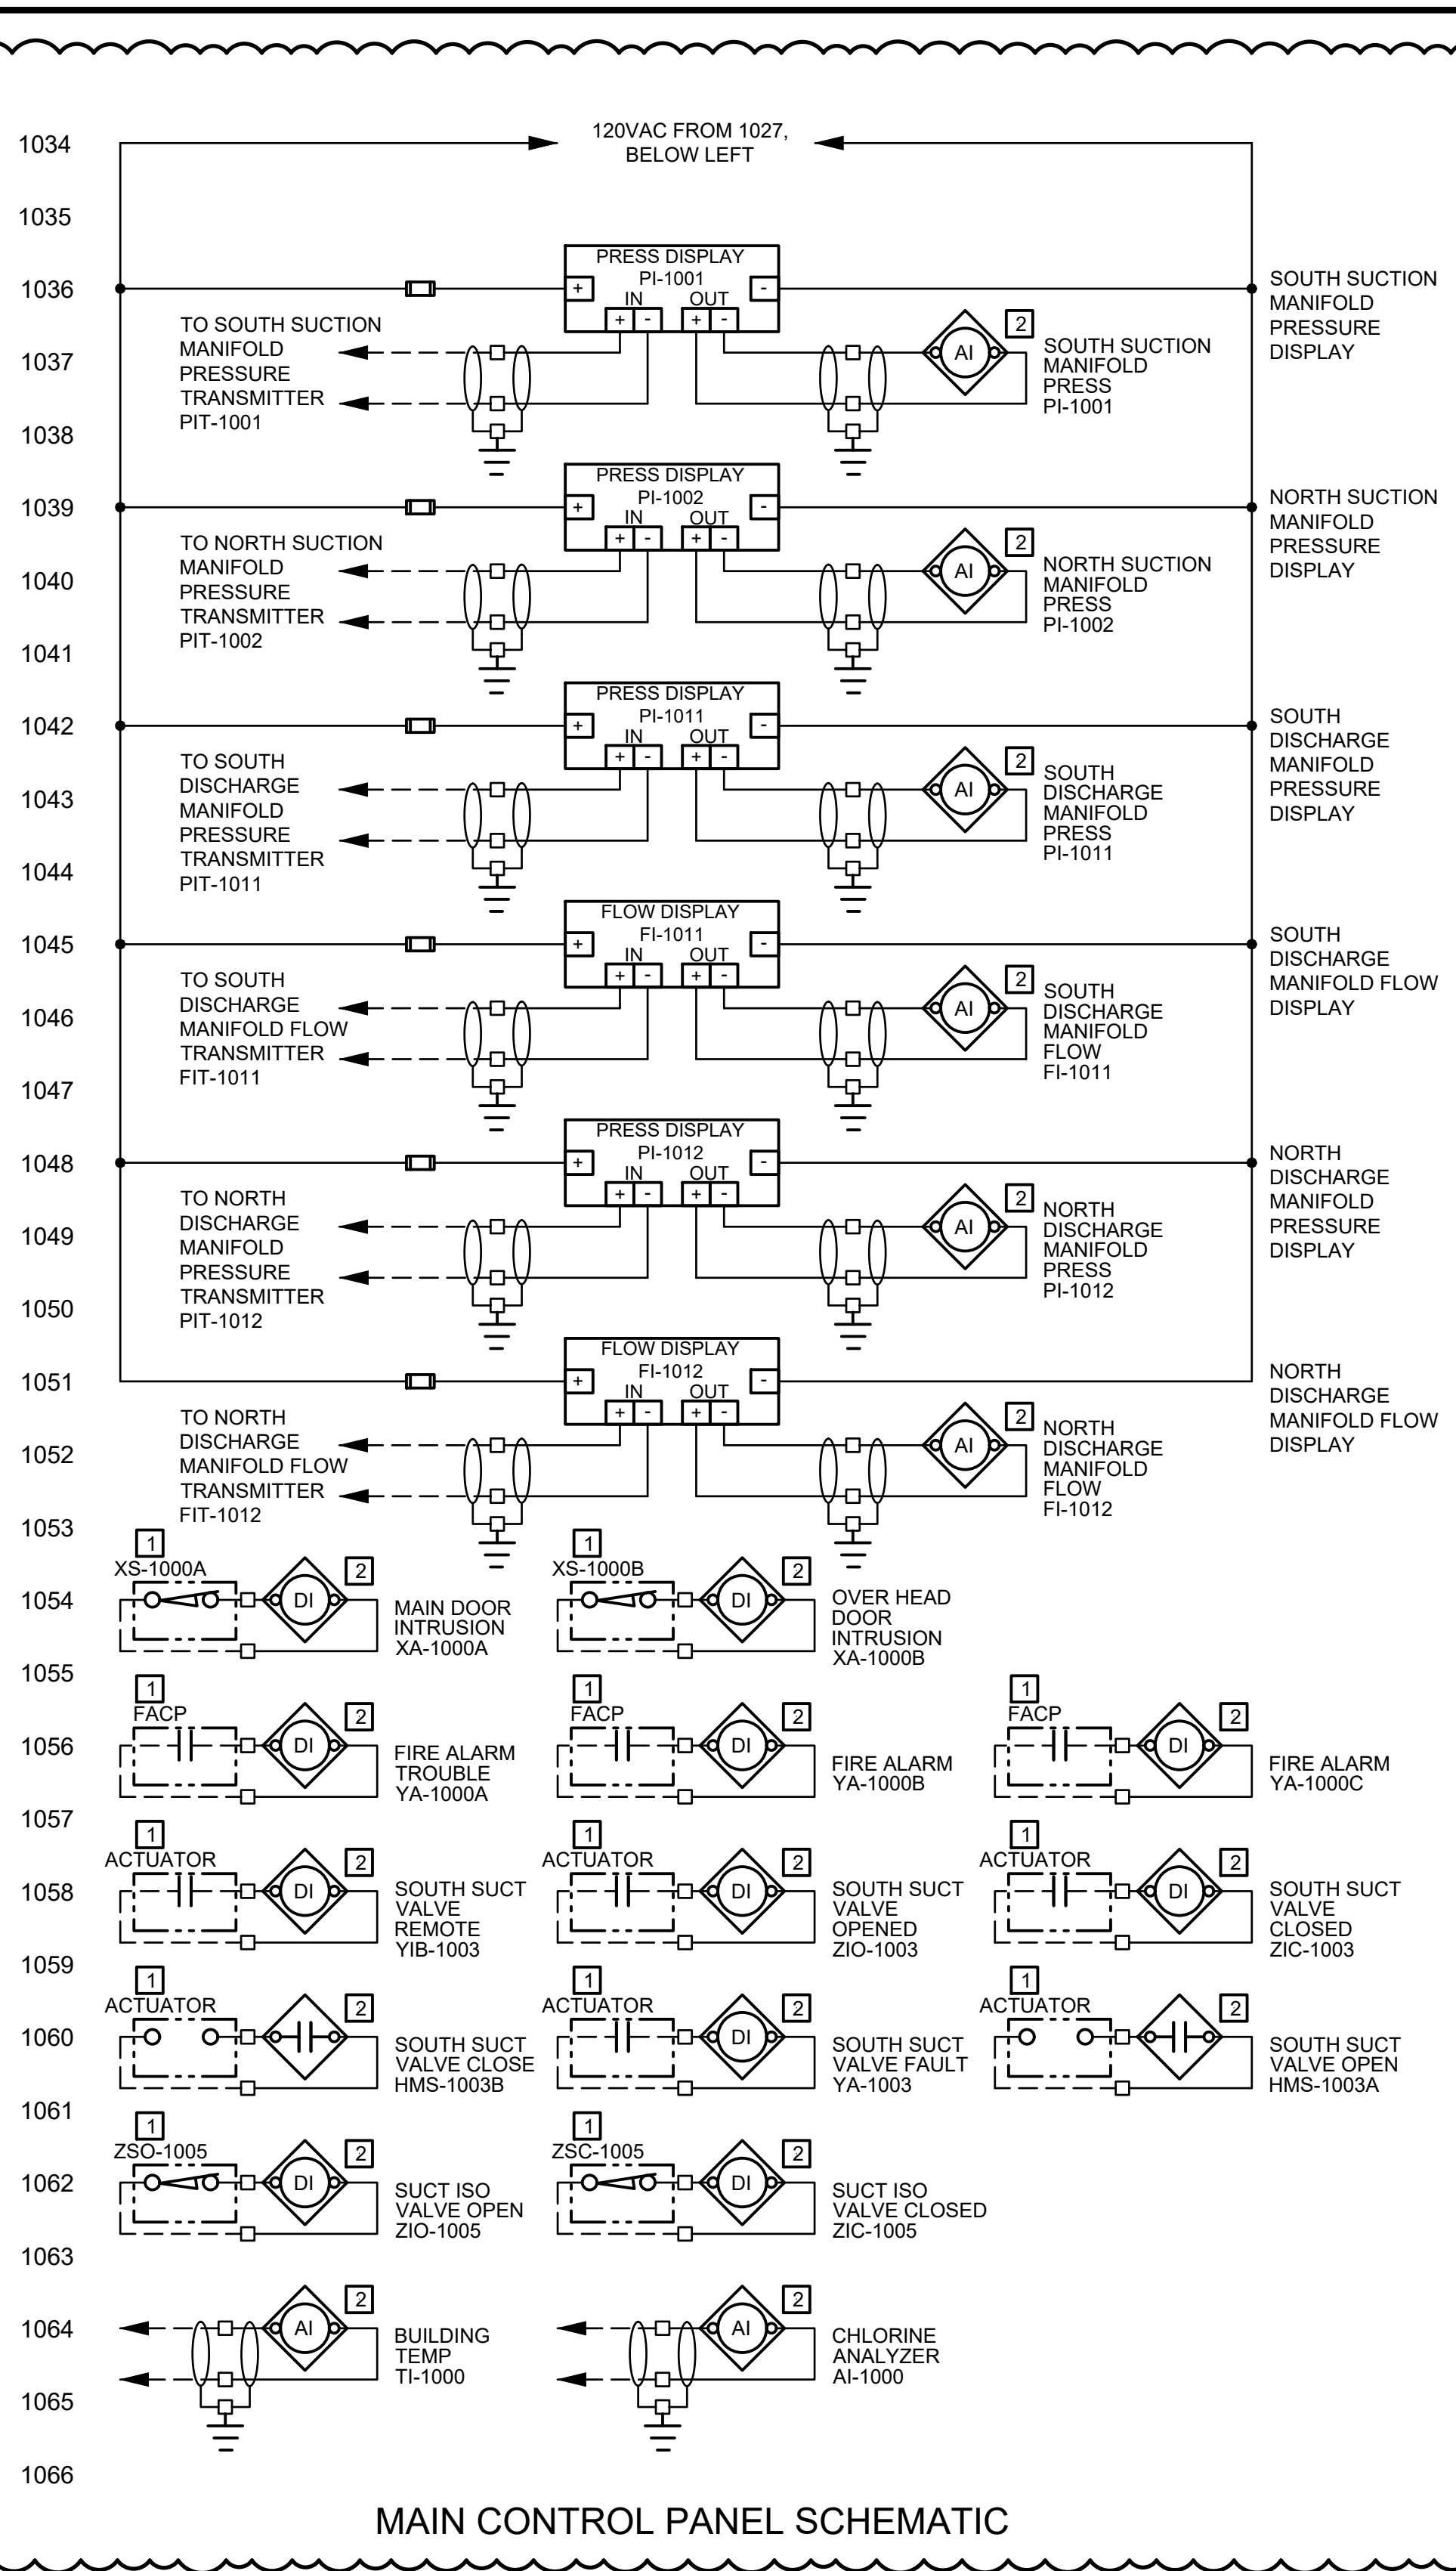 1034
120VAC FROM 1027,
BELOW LEFT
1035
1036
PRESS DISPLAY
PI-1001
+
-
IN
OUT
+ -
+ -
SOUTH SUCTION
MANIFOLD
PRESSURE
DISPLAY
1037
TO SOUTH SUCTION
MANIFOLD
PRESSURE
TRANSMITTER
PIT-1001
AI
2
SOUTH SUCTION
MANIFOLD
PRESS
PI-1001
1038
1039
PRESS DISPLAY
PI-1002
+
-
IN
OUT
+ -
+ -
NORTH SUCTION
MANIFOLD
PRESSURE
DISPLAY
1040
TO NORTH SUCTION
MANIFOLD
PRESSURE
TRANSMITTER
PIT-1002
AI
2
NORTH SUCTION
MANIFOLD
PRESS
PI-1002
1041
1042
PRESS DISPLAY
PI-1011
+
-
IN
OUT
+ -
+ -
SOUTH
DISCHARGE
MANIFOLD
PRESSURE
DISPLAY
1043
TO SOUTH
DISCHARGE
MANIFOLD
PRESSURE
TRANSMITTER
PIT-1011
AI
2
SOUTH
DISCHARGE
MANIFOLD
PRESS
PI-1011
1044
1045
FLOW DISPLAY
FI-1011
+
-
IN
OUT
+ -
+ -
SOUTH
DISCHARGE
MANIFOLD FLOW
DISPLAY
1046
TO SOUTH
DISCHARGE
MANIFOLD FLOW
TRANSMITTER
FIT-1011
AI
2
SOUTH
DISCHARGE
MANIFOLD
FLOW
FI-1011
1047
1048
PRESS DISPLAY
PI-1012
+
-
IN
OUT
+ -
+ -
NORTH
DISCHARGE
MANIFOLD
PRESSURE
DISPLAY
1049
TO NORTH
DISCHARGE
MANIFOLD
PRESSURE
TRANSMITTER
PIT-1012
AI
2
NORTH
DISCHARGE
MANIFOLD
PRESS
PI-1012
1050
1051
FLOW DISPLAY
FI-1012
+
-
IN
OUT
+ -
+ -
NORTH
DISCHARGE
MANIFOLD FLOW
DISPLAY
1052
TO NORTH
DISCHARGE
MANIFOLD FLOW
TRANSMITTER
FIT-1012
AI
2
NORTH
DISCHARGE
MANIFOLD
FLOW
FI-1012
1053
1054
1
XS-1000A
DI
2
MAIN DOOR
INTRUSION
XA-1000A
1
XS-1000B
DI
2
OVER HEAD
DOOR
INTRUSION
XA-1000B
1055
1056
1
FACP
DI
2
FIRE ALARM
TROUBLE
YA-1000A
1
FACP
DI
2
FIRE ALARM
YA-1000B
1
FACP
DI
2
FIRE ALARM
YA-1000C
1057
1058
1
ACTUATOR
DI
2
SOUTH SUCT
VALVE
REMOTE
YIB-1003
1
ACTUATOR
DI
2
SOUTH SUCT
VALVE
OPENED
ZIO-1003
1
ACTUATOR
DI
2
SOUTH SUCT
VALVE
CLOSED
ZIC-1003
1059
1060
1
ACTUATOR
2
SOUTH SUCT
VALVE CLOSE
HMS-1003B
1
ACTUATOR
DI
2
SOUTH SUCT
VALVE FAULT
YA-1003
1
ACTUATOR
2
SOUTH SUCT
VALVE OPEN
HMS-1003A
1061
1062
1
ZSO-1005
DI
2
SUCT ISO
VALVE OPEN
ZIO-1005
1
ZSC-1005
DI
2
SUCT ISO
VALVE CLOSED
ZIC-1005
1063
1064
AI
2
BUILDING
TEMP
TI-1000
AI
2
CHLORINE
ANALYZER
AI-1000
1065
1066
MAIN CONTROL PANEL SCHEMATIC